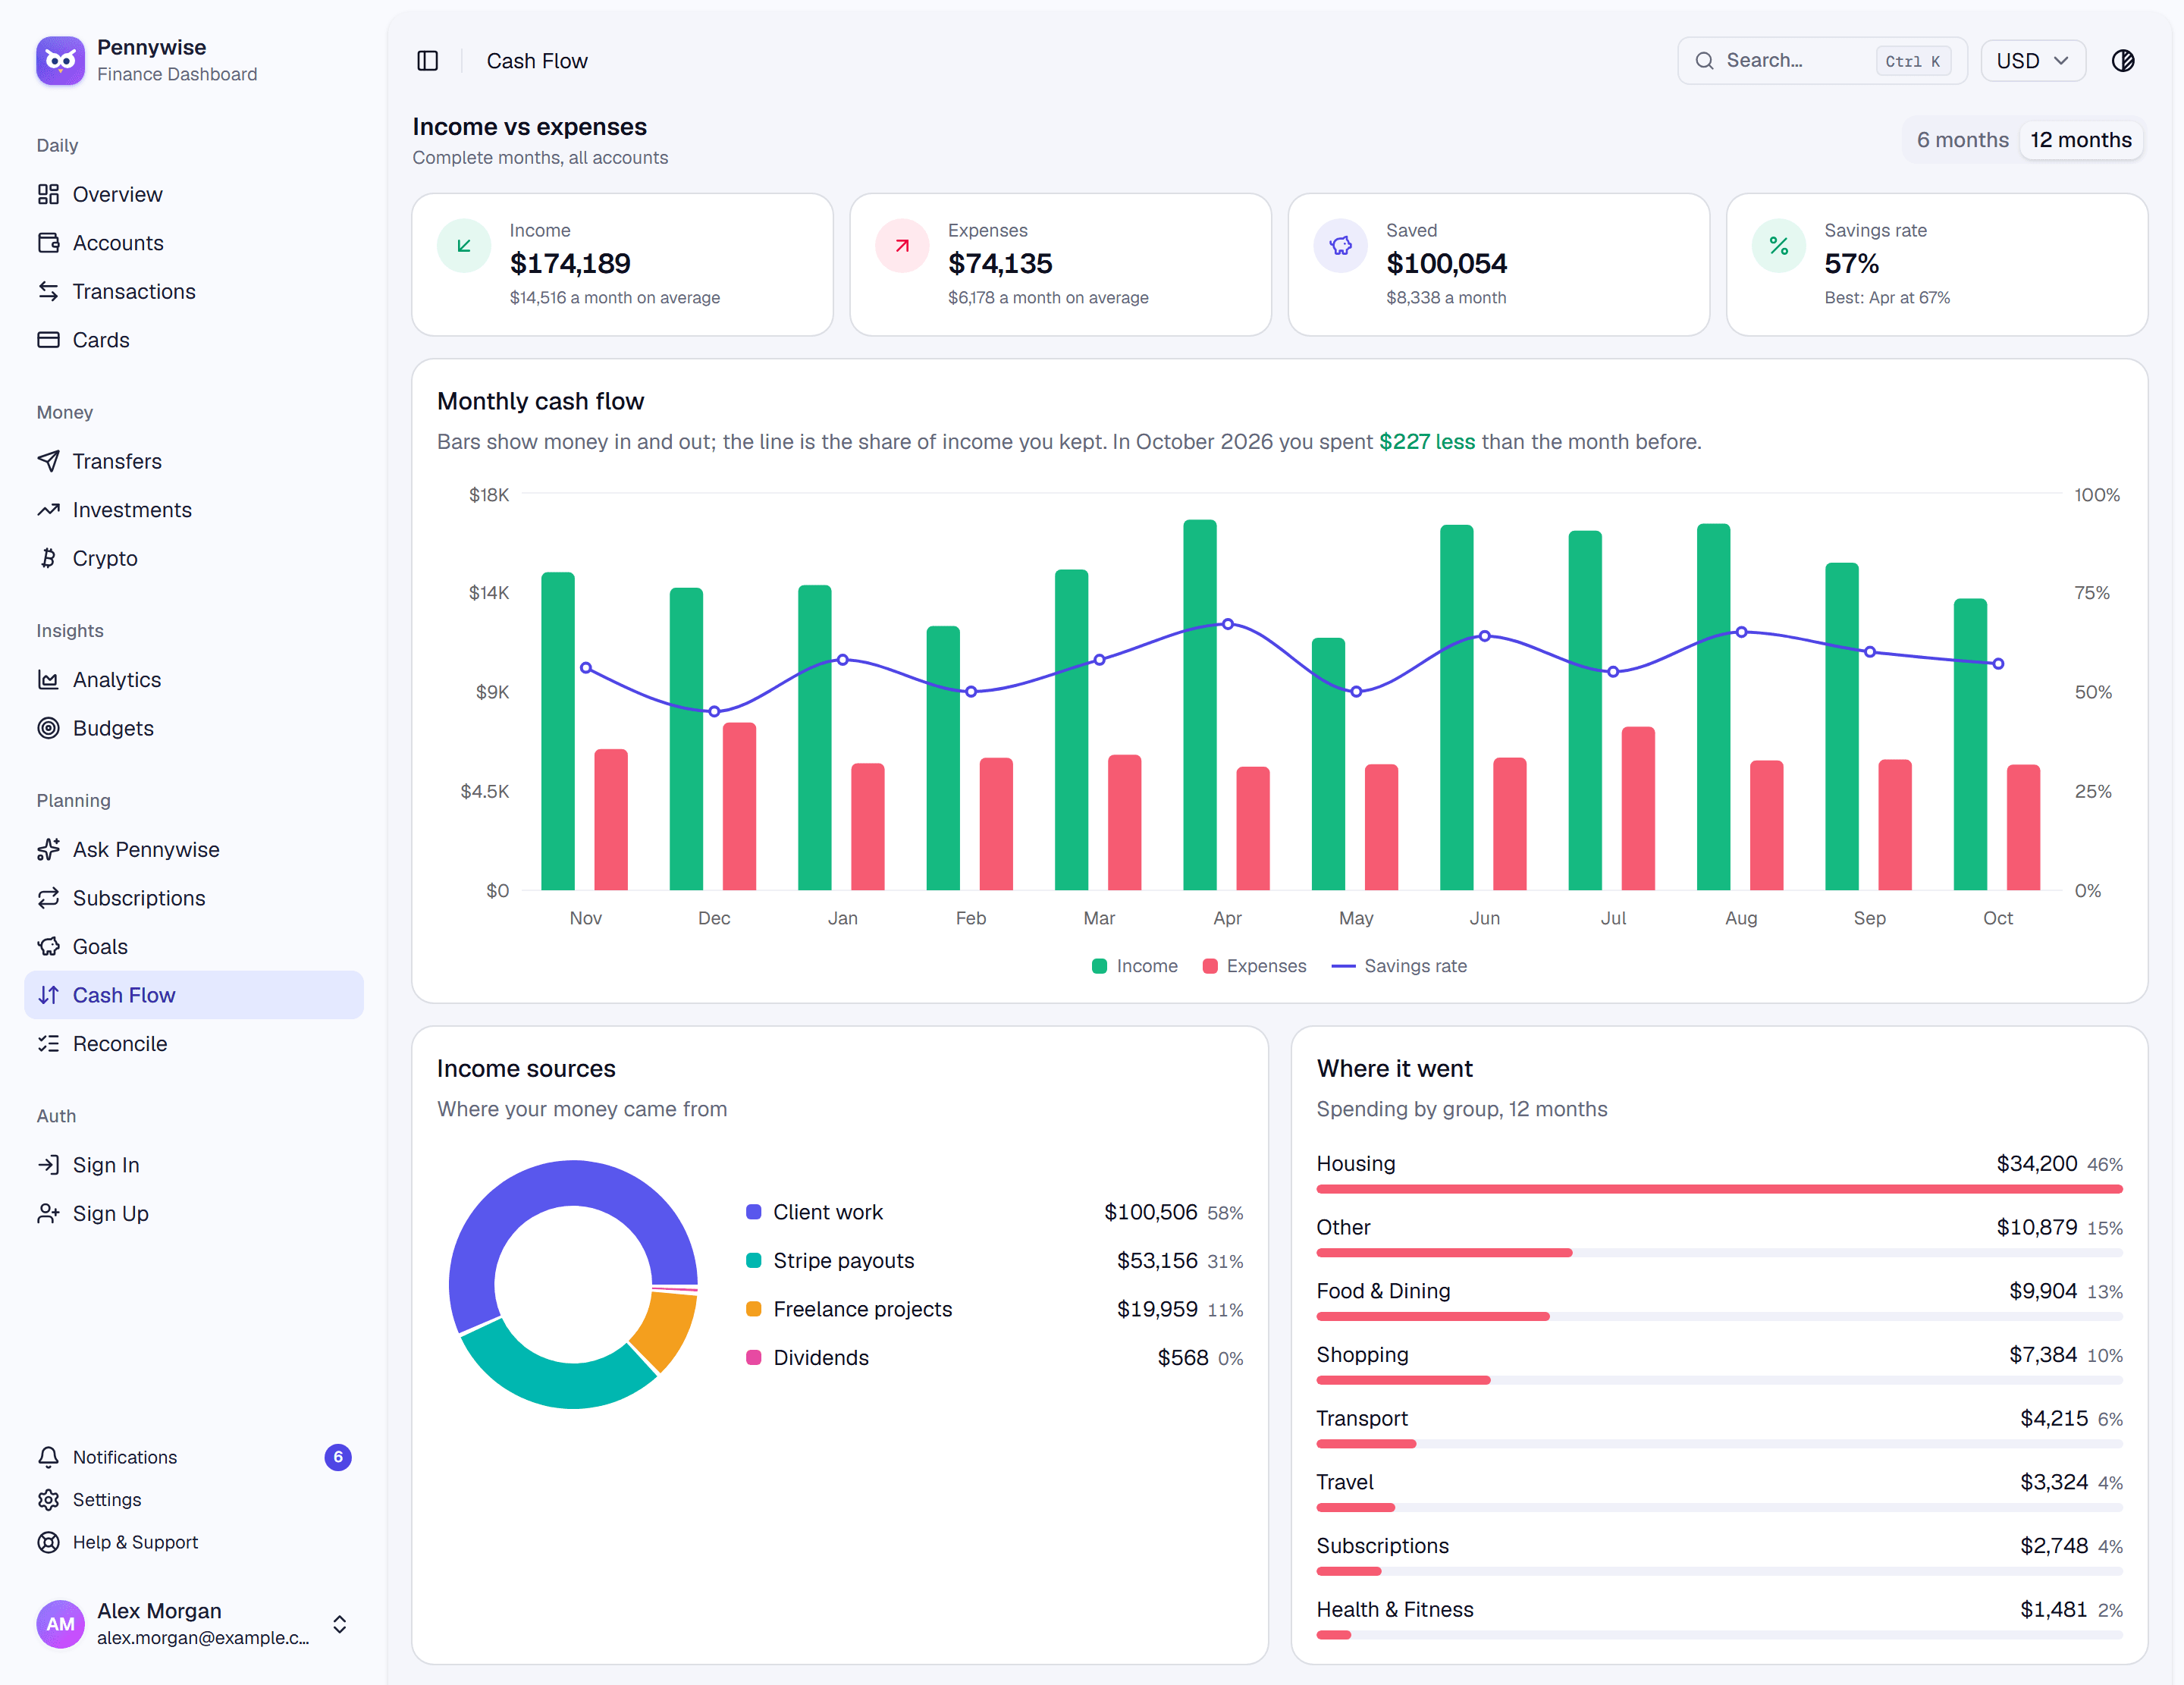 Pennywise
Finance Dashboard
Daily
Overview
Accounts
Transactions
Cards
Money
Transfers
Investments
Crypto
Insights
Analytics
Budgets
Planning
Ask Pennywise
Subscriptions
Goals
Cash Flow
Reconcile
Auth
Sign In
Sign Up
Notifications 6
Settings
Help & Support
AM
Alex Morgan
alex.morgan@example.c...
Cash Flow
Search...
Ctrl K
USD
Income vs expenses
Complete months, all accounts
6 months 12 months
Income
$174,189
$14,516 a month on average
Expenses
$74,135
$6,178 a month on average
Saved
$100,054
$8,338 a month
Savings rate
57%
Best: Apr at 67%
Monthly cash flow
Bars show money in and out; the line is the share of income you kept. In October 2026 you spent $227 less than the month before.
$18K
$14K
$9K
$4.5K
$0
100%
75%
50%
25%
0%
Nov Dec Jan Feb Mar Apr May Jun Jul Aug Sep Oct
Income Expenses Savings rate
Income sources
Where your money came from
Client work $100,506 58%
Stripe payouts $53,156 31%
Freelance projects $19,959 11%
Dividends $568 0%
Where it went
Spending by group, 12 months
Housing $34,200 46%
Other $10,879 15%
Food & Dining $9,904 13%
Shopping $7,384 10%
Transport $4,215 6%
Travel $3,324 4%
Subscriptions $2,748 4%
Health & Fitness $1,481 2%